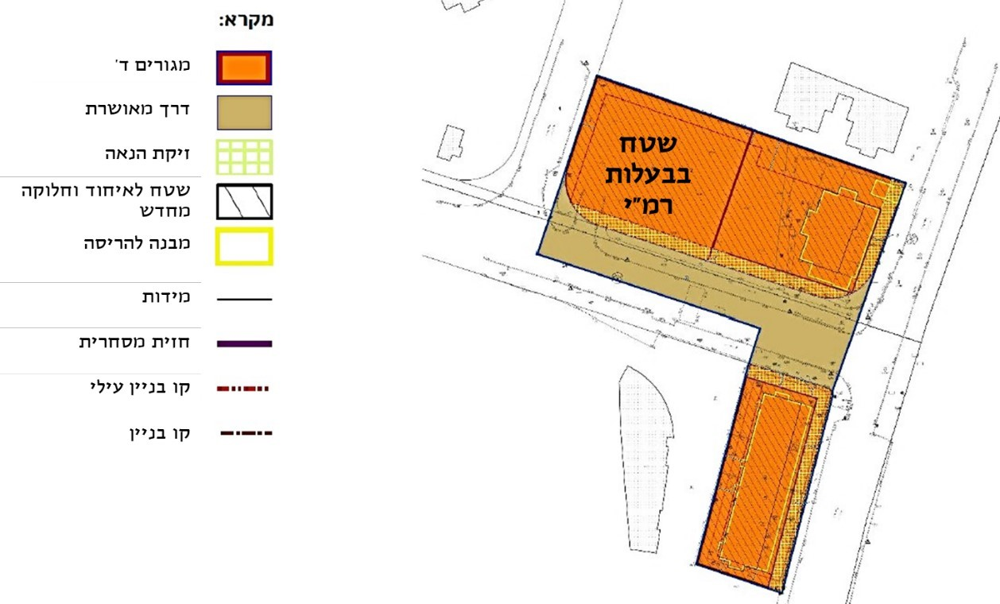 מקרא:
מגורים ד'
דרך מאושרת
זיקת הנאה
שטח לאיחוד וחלוקה
מחדש
מבנה להריסה
מידות
חזית מסחרית
קו בניין עילי
קו בניין
שטח
בבעלות
רמ"י